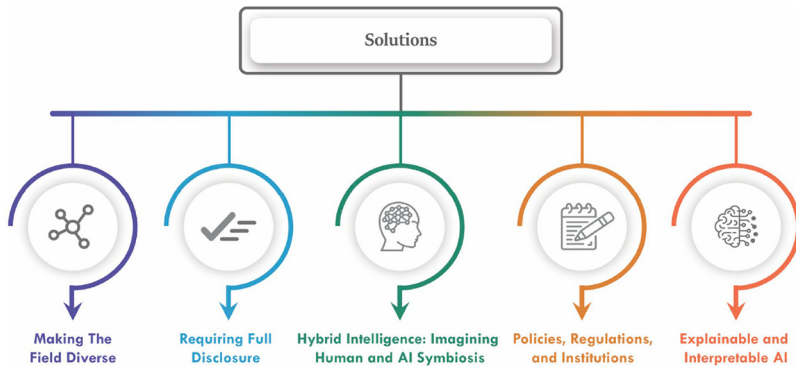 Solutions
Making The
Field Diverse
Requiring Full
Disclosure
Hybrid Intelligence: Imagining
Human and AI Symbiosis
Policies, Regulations,
and Institutions
Explainable and
Interpretable AI